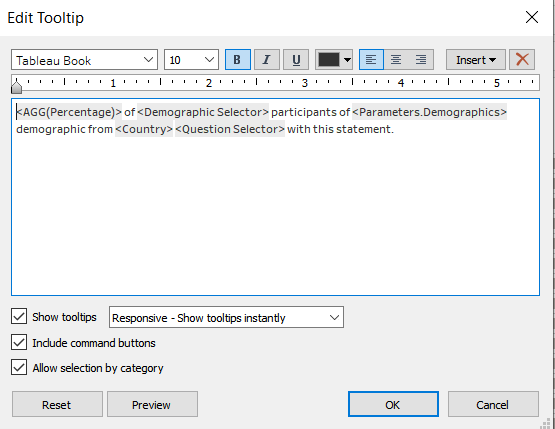 Edit Tooltip
Tableau Book 10 B I U Insert
1 2 3 4 5
<AGG(Percentage)> of <Demographic Selector> participants of <Parameters.Demographics>
demographic from <Country> <Question Selector> with this statement.
Show tooltips Responsive - Show tooltips instantly
Include command buttons
Allow selection by category
Reset Preview OK Cancel